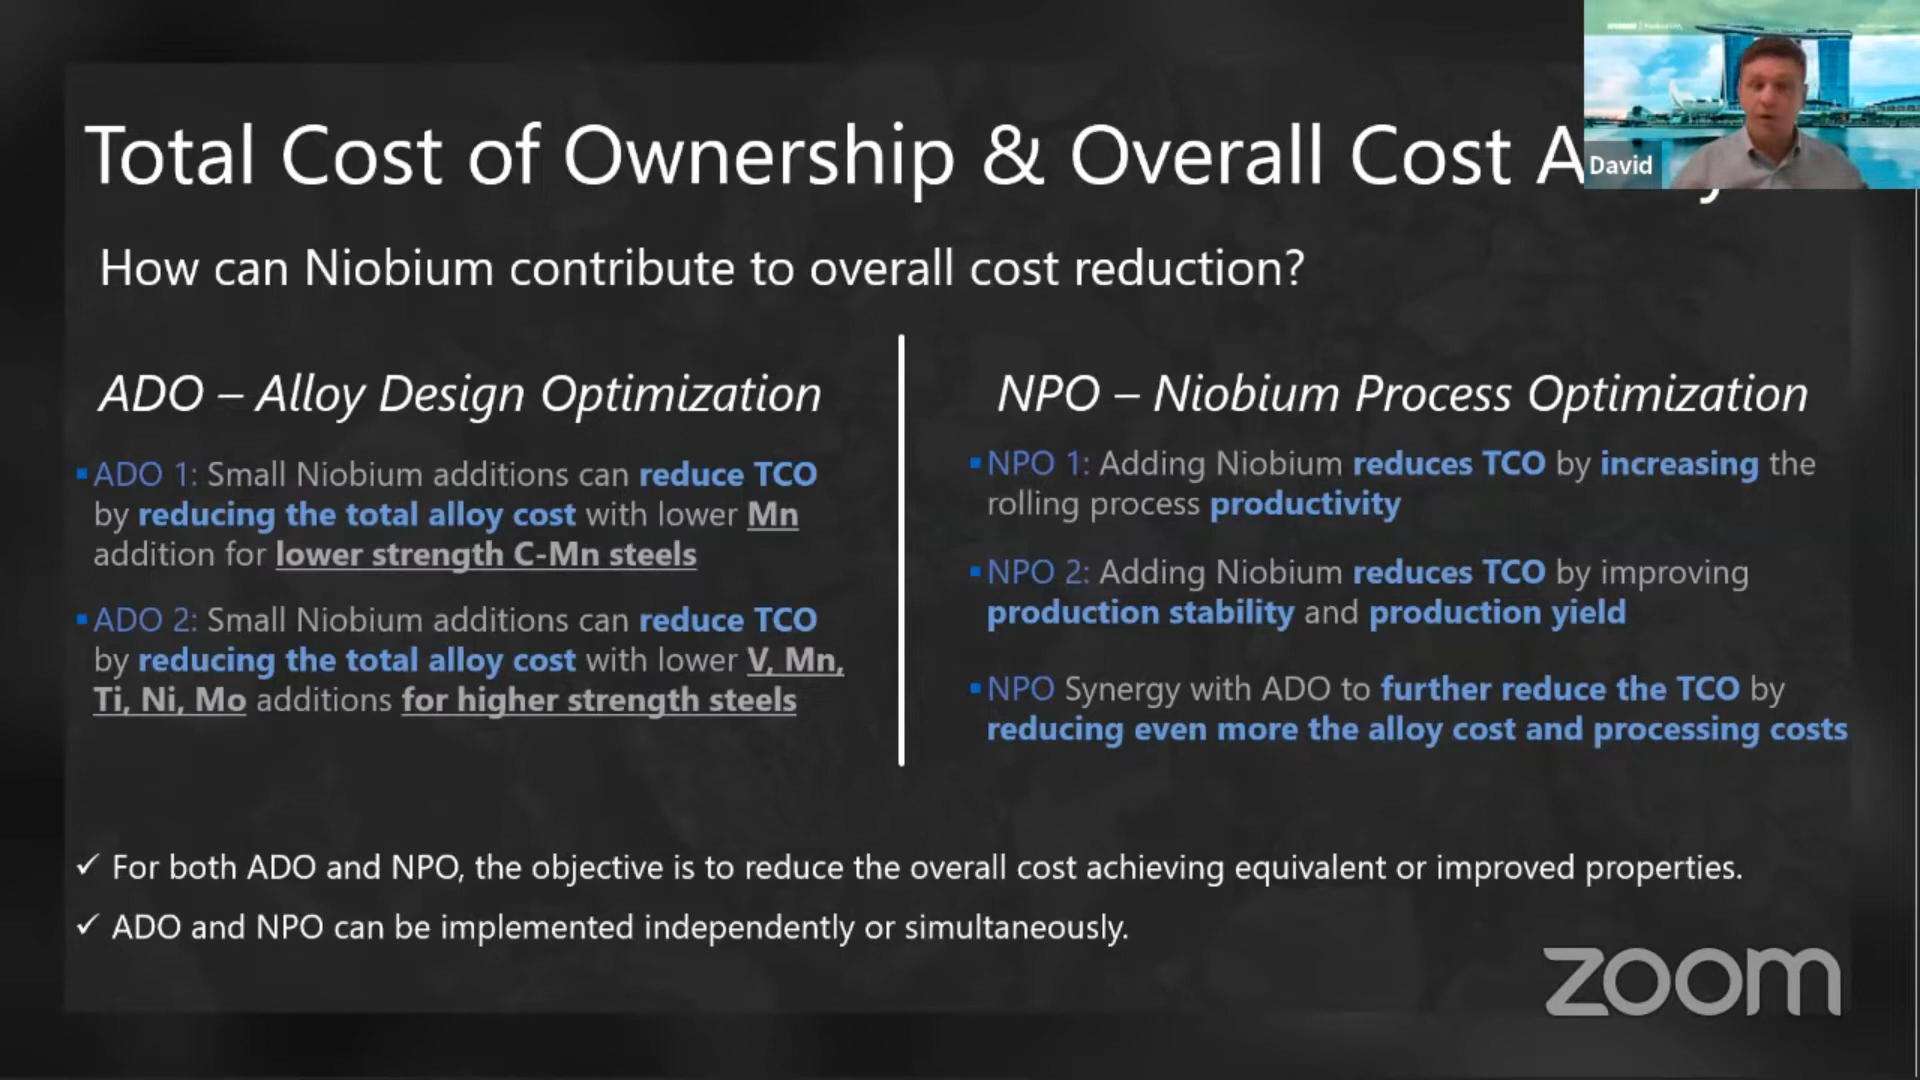 Total Cost of Ownership & Overall Cost
David
How can Niobium contribute to overall cost reduction?
ADO – Alloy Design Optimization
▪ADO 1: Small Niobium additions can reduce TCO
by reducing the total alloy cost with lower Mn
addition for lower strength C-Mn steels
▪ADO 2: Small Niobium additions can reduce TCO
by reducing the total alloy cost with lower V, Mn,
Ti, Ni, Mo additions for higher strength steels
NPO – Niobium Process Optimization
▪NPO 1: Adding Niobium reduces TCO by increasing the
rolling process productivity
▪NPO 2: Adding Niobium reduces TCO by improving
production stability and production yield
▪NPO Synergy with ADO to further reduce the TCO by
reducing even more the alloy cost and processing costs
✓ For both ADO and NPO, the objective is to reduce the overall cost achieving equivalent or improved properties.
✓ ADO and NPO can be implemented independently or simultaneously.
zoom